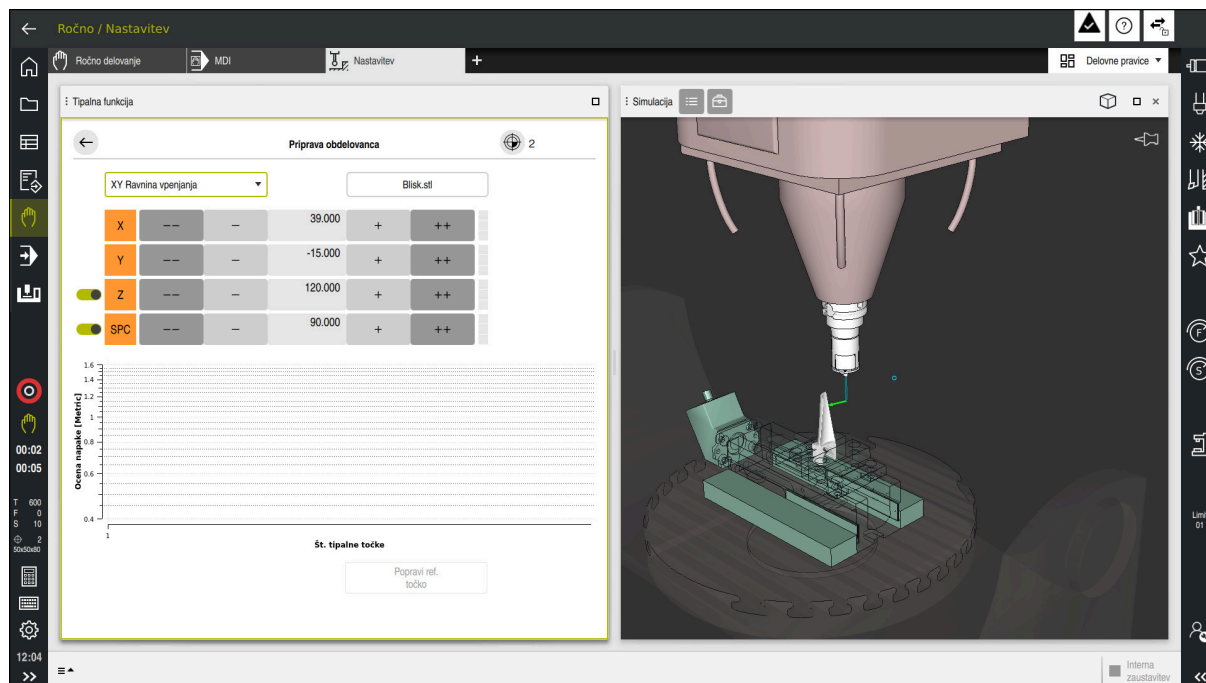 Ročno / Nastavitev
Ročno delovanje
MDI
Nastavitev
+
Delovne pravice
Tipalna funkcija
Priprava obdelovanca
2
XY Ravnina vpenjanja
Blisk.stl
X -- - 39.000 + ++
Y -- - -15.000 + ++
Z -- - 120.000 + ++
SPC -- - 90.000 + ++
Ocena napake [Metric]
1.6
1.4
1.2
1
0.8
0.6
0.4
1
Št. tipalne točke
Popravi ref.
točko
Simulacija
00:02
00:05
T 600
F 0
S 10
2
50x50x80
12:04
F
S
Limit
01
Interna
zaustavitev